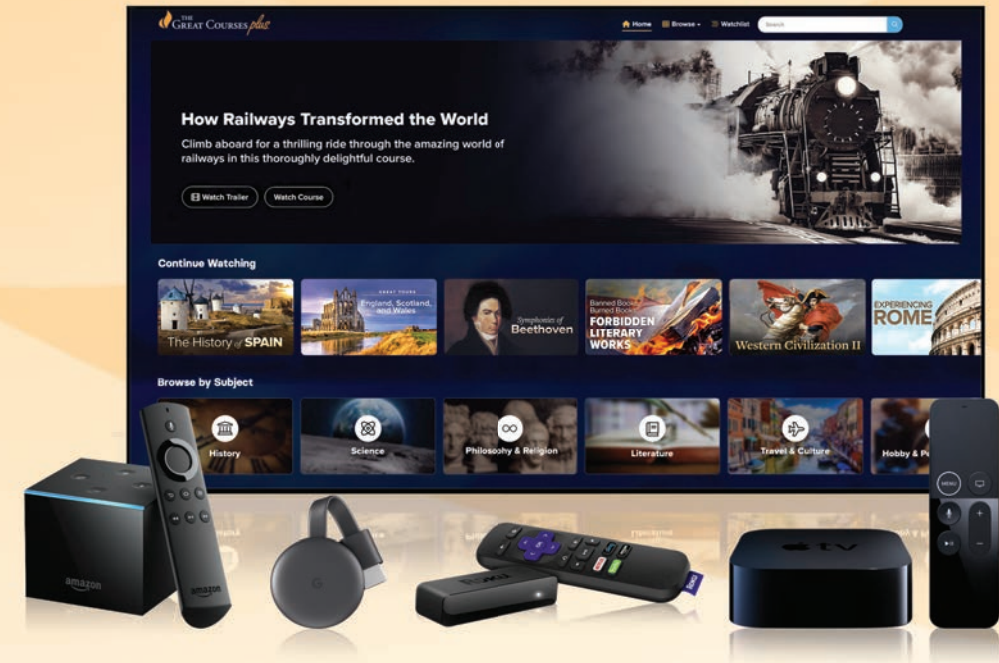 THE
GREAT COURSES plus
Home Browse Watchlist Search
How Railways Transformed the World
Climb aboard for a thrilling ride through the amazing world of
railways in this thoroughly delightful course.
Watch Trailer Watch Course
Continue Watching
The History of SPAIN
GREAT TOURS
England, Scotland,
and Wales
Symphonies of
Beethoven
Banned Books,
Burned Books
FORBIDDEN
LITERARY
WORKS
Western Civilization II
EXPERIENCING
ROME
Browse by Subject
History
Science
Philosophy & Religion
Literature
Travel & Culture
Hobby & P
amazon
amazon
G
Roku
Roku
tv
MENU